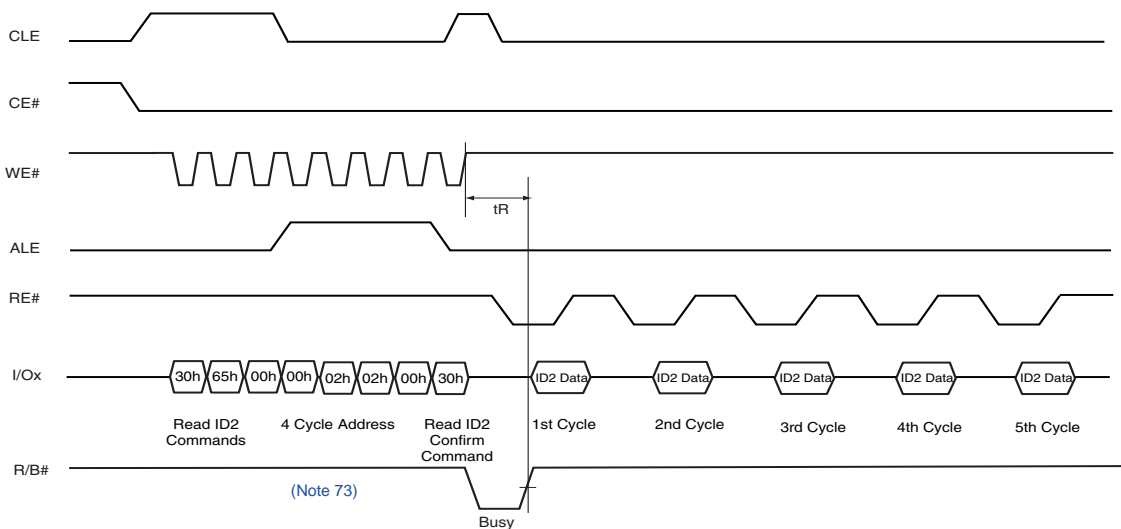 CLE
CE#
WE#
tR
ALE
RE#
I/Ox
30h 65h 00h 00h 02h 02h 00h 30h ID2 Data ID2 Data ID2 Data ID2 Data ID2 Data
Read ID2 Commands
4 Cycle Address
Read ID2 Confirm Command
1st Cycle
2nd Cycle
3rd Cycle
4th Cycle
5th Cycle
R/B#
(Note 73)
Busy